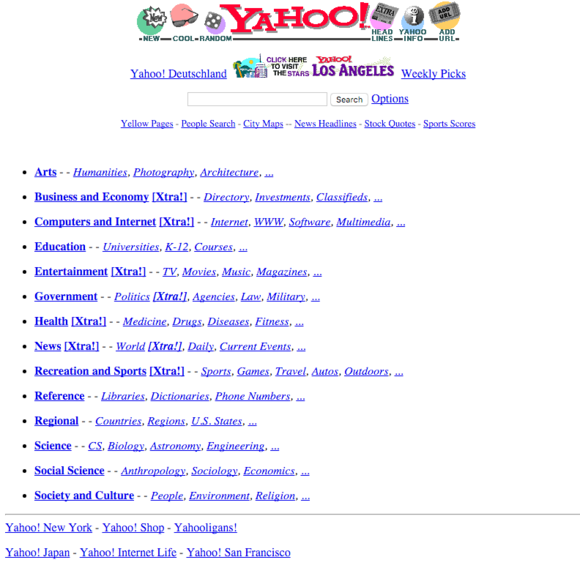 NEW COOL RANDOM YAHOO! HEAD LINES YAHOO INFO ADD URL
New EXTRA i ADD URL
Yahoo! Deutschland CLICK HERE TO VISIT THE STARS YAHOO! LOS ANGELES Weekly Picks
Search Options
Yellow Pages - People Search - City Maps -- News Headlines - Stock Quotes - Sports Scores
• Arts - - Humanities, Photography, Architecture, ...
• Business and Economy [Xtra!] - - Directory, Investments, Classifieds, ...
• Computers and Internet [Xtra!] - - Internet, WWW, Software, Multimedia, ...
• Education - - Universities, K-12, Courses, ...
• Entertainment [Xtra!] - - TV, Movies, Music, Magazines, ...
• Government - - Politics [Xtra!], Agencies, Law, Military, ...
• Health [Xtra!] - - Medicine, Drugs, Diseases, Fitness, ...
• News [Xtra!] - - World [Xtra!], Daily, Current Events, ...
• Recreation and Sports [Xtra!] - - Sports, Games, Travel, Autos, Outdoors, ...
• Reference - - Libraries, Dictionaries, Phone Numbers, ...
• Regional - - Countries, Regions, U.S. States, ...
• Science - - CS, Biology, Astronomy, Engineering, ...
• Social Science - - Anthropology, Sociology, Economics, ...
• Society and Culture - - People, Environment, Religion, ...
Yahoo! New York - Yahoo! Shop - Yahooligans!
Yahoo! Japan - Yahoo! Internet Life - Yahoo! San Francisco